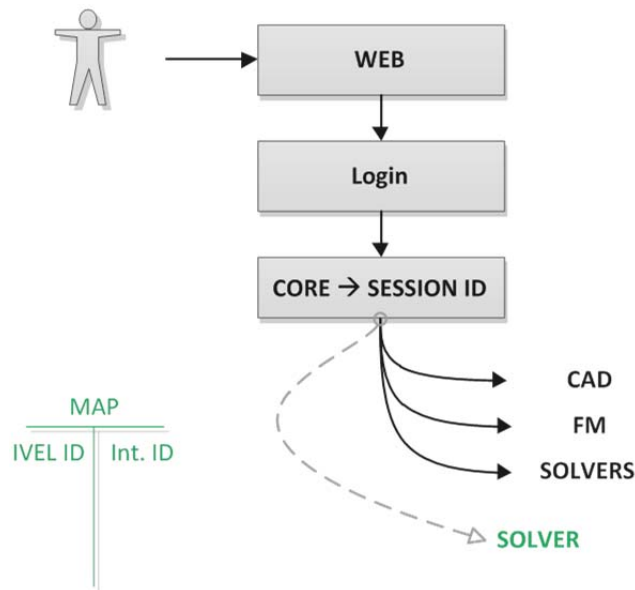 WEB
Login
CORE → SESSION ID
CAD
FM
SOLVERS
SOLVER
MAP
IVEL ID Int. ID